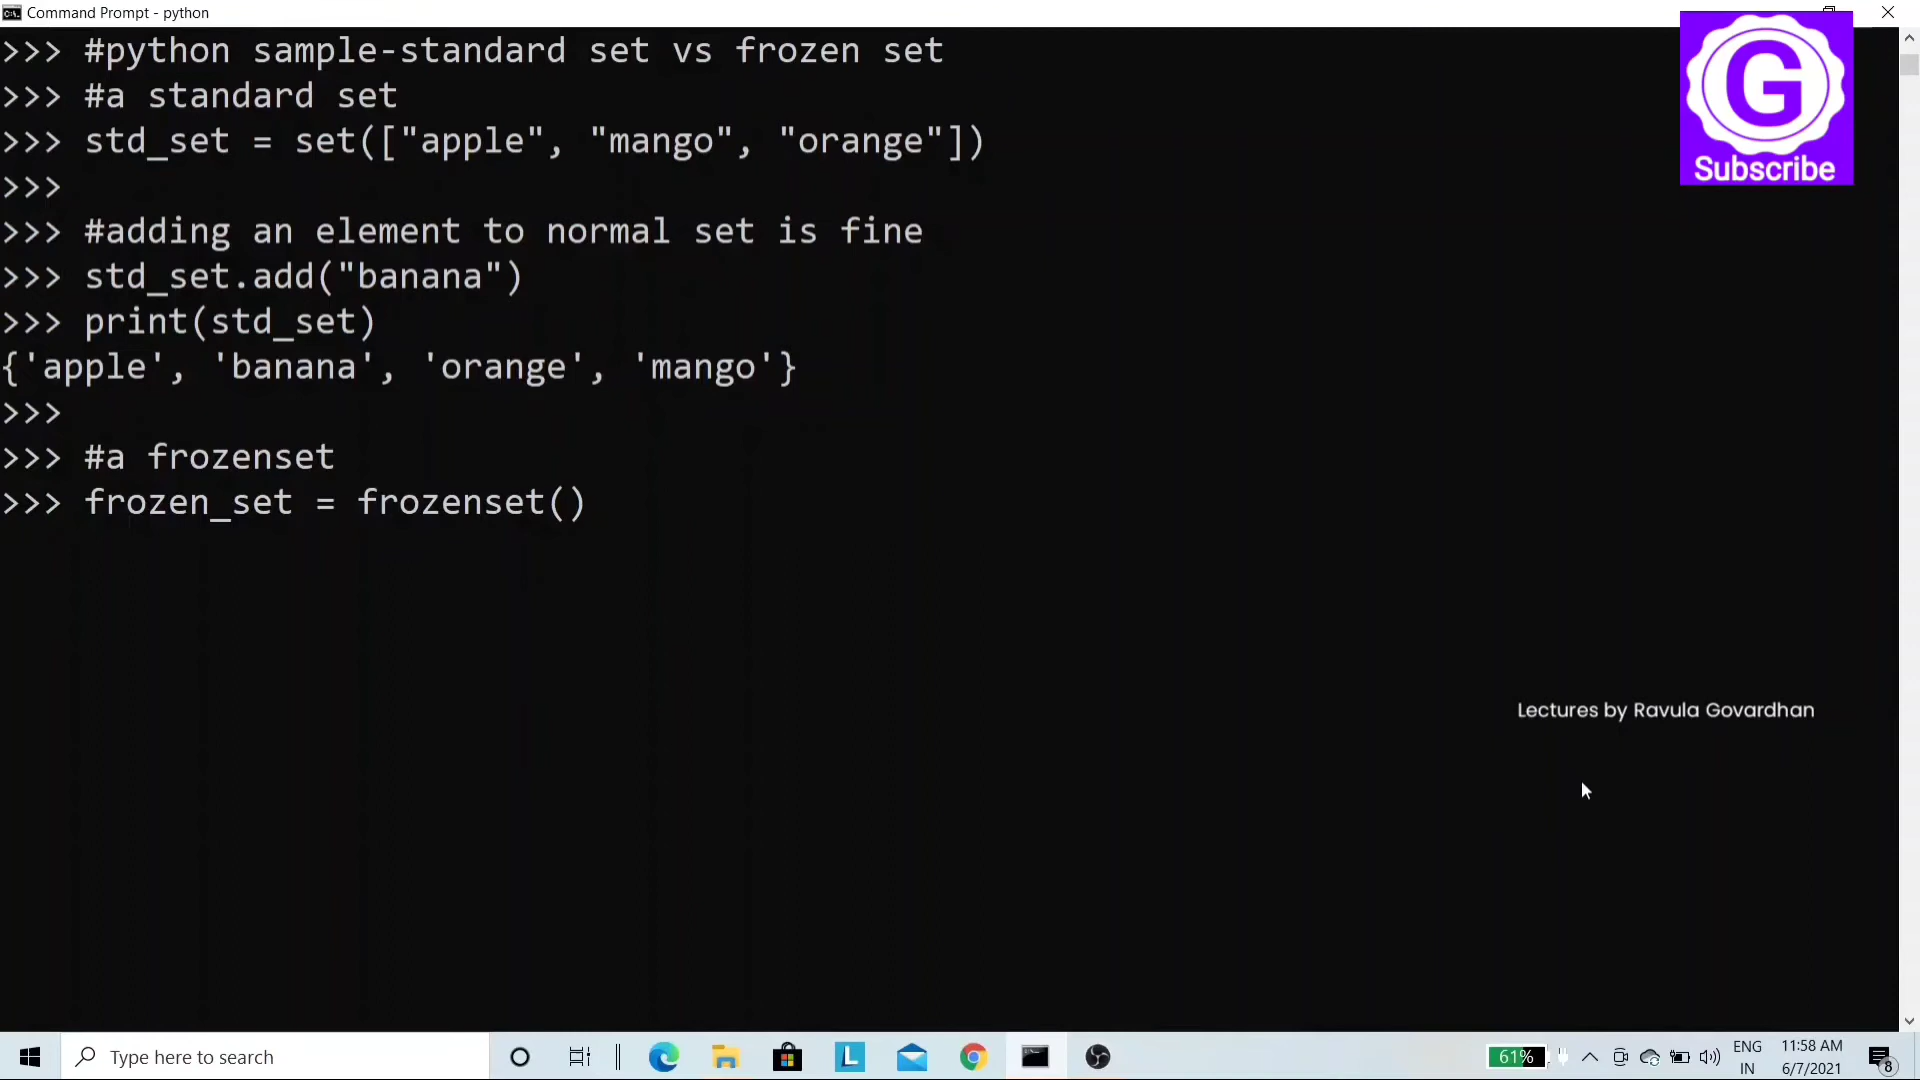 Command Prompt - python
>>> #python sample-standard set vs frozen set
>>> #a standard set
>>> std_set = set(["apple", "mango", "orange"])
>>>
>>> #adding an element to normal set is fine
>>> std_set.add("banana")
>>> print(std_set)
{'apple', 'banana', 'orange', 'mango'}
>>>
>>> #a frozenset
>>> frozen_set = frozenset()
G
Subscribe
Lectures by Ravula Govardhan
Type here to search
L
61%
ENG
IN
11:58 AM
6/7/2021
8